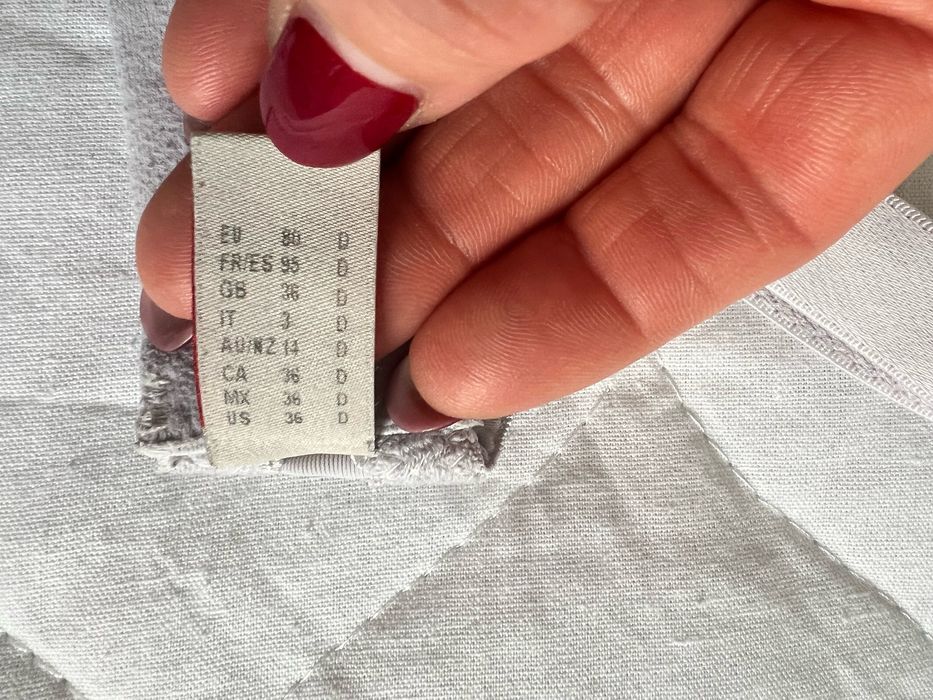 EU 80 D
FR/ES 95 D
GB 36 D
IT 3 D
AU/NZ 14 D
CA 36 D
MX 36 D
US 36 D